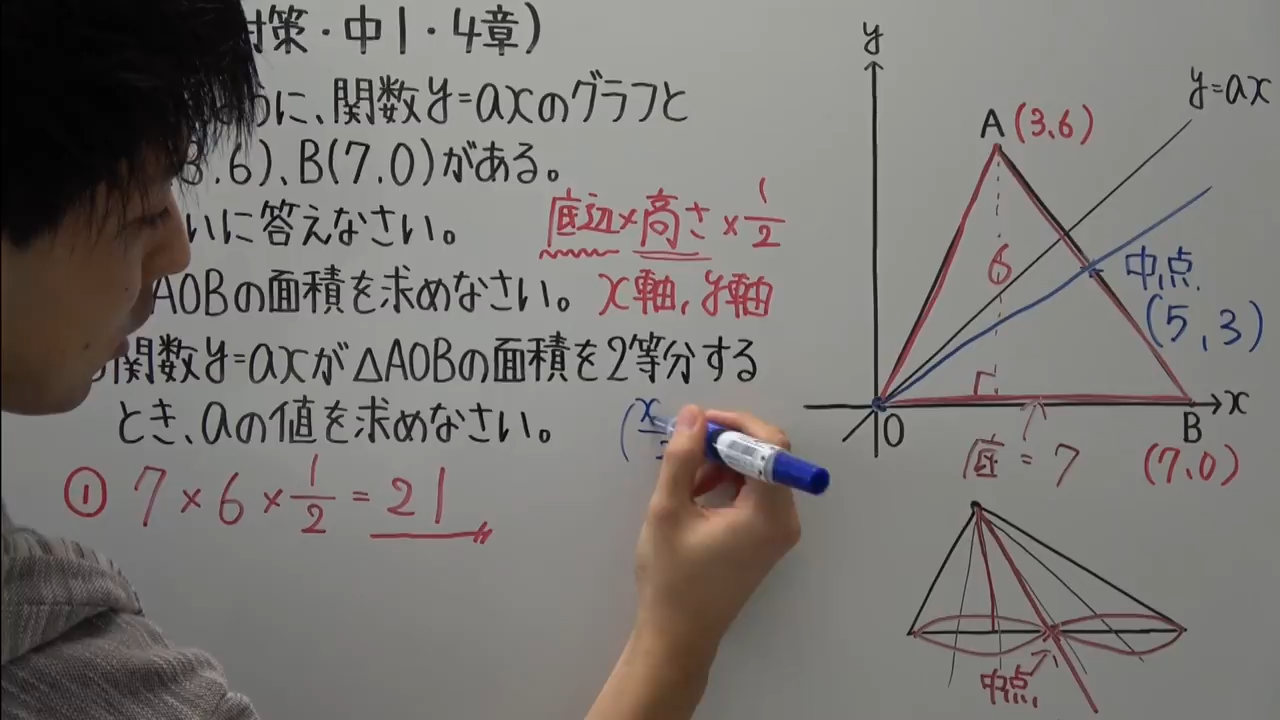 対策・中1・4章)
ように、関数y=axのグラフと
3.6)、B(7.0)がある。
いに答えなさい。
AOBの面積を求めなさい。
関数y=axが△AOBの面積を2等分する
とき、aの値を求めなさい。
底辺×高さ×1/2
x軸,y軸
① 7×6×1/2=21
(x/2
y
y=ax
A(3.6)
6
中点
(5,3)
O
B
x
底=7
(7.0)
中点